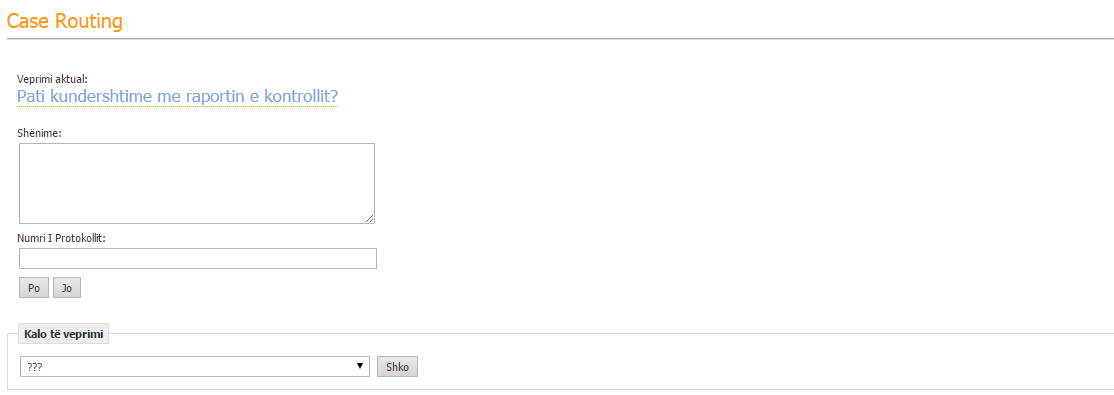 Case Routing
Veprimi aktual:
Pati kundershtime me raportin e kontrollit?
Shënime:
Numri I Protokollit:
Po Jo
Kalo të veprimi
??? Shko